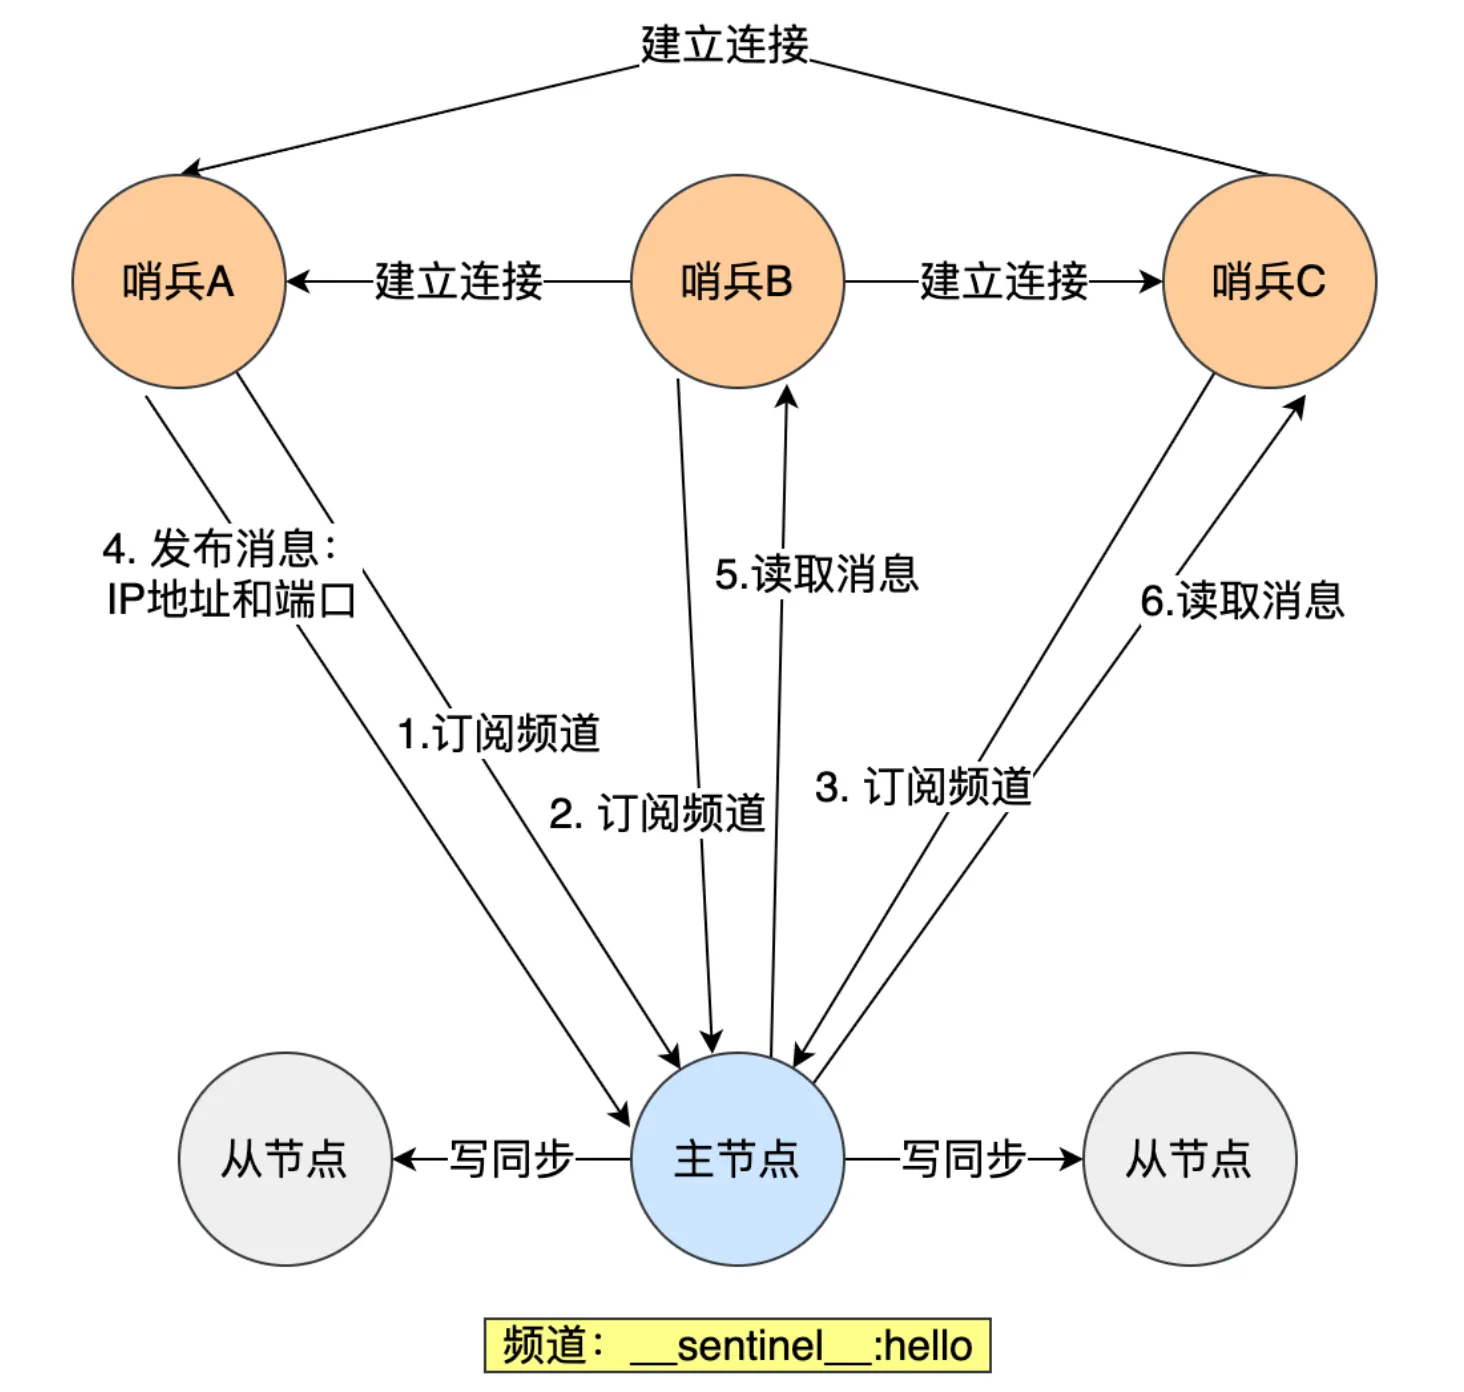 建立连接
哨兵A
建立连接
哨兵B
建立连接
哨兵C
4. 发布消息：
IP地址和端口
5.读取消息
6.读取消息
1.订阅频道
2. 订阅频道
3. 订阅频道
从节点
写同步
主节点
写同步
从节点
频道：__sentinel__:hello